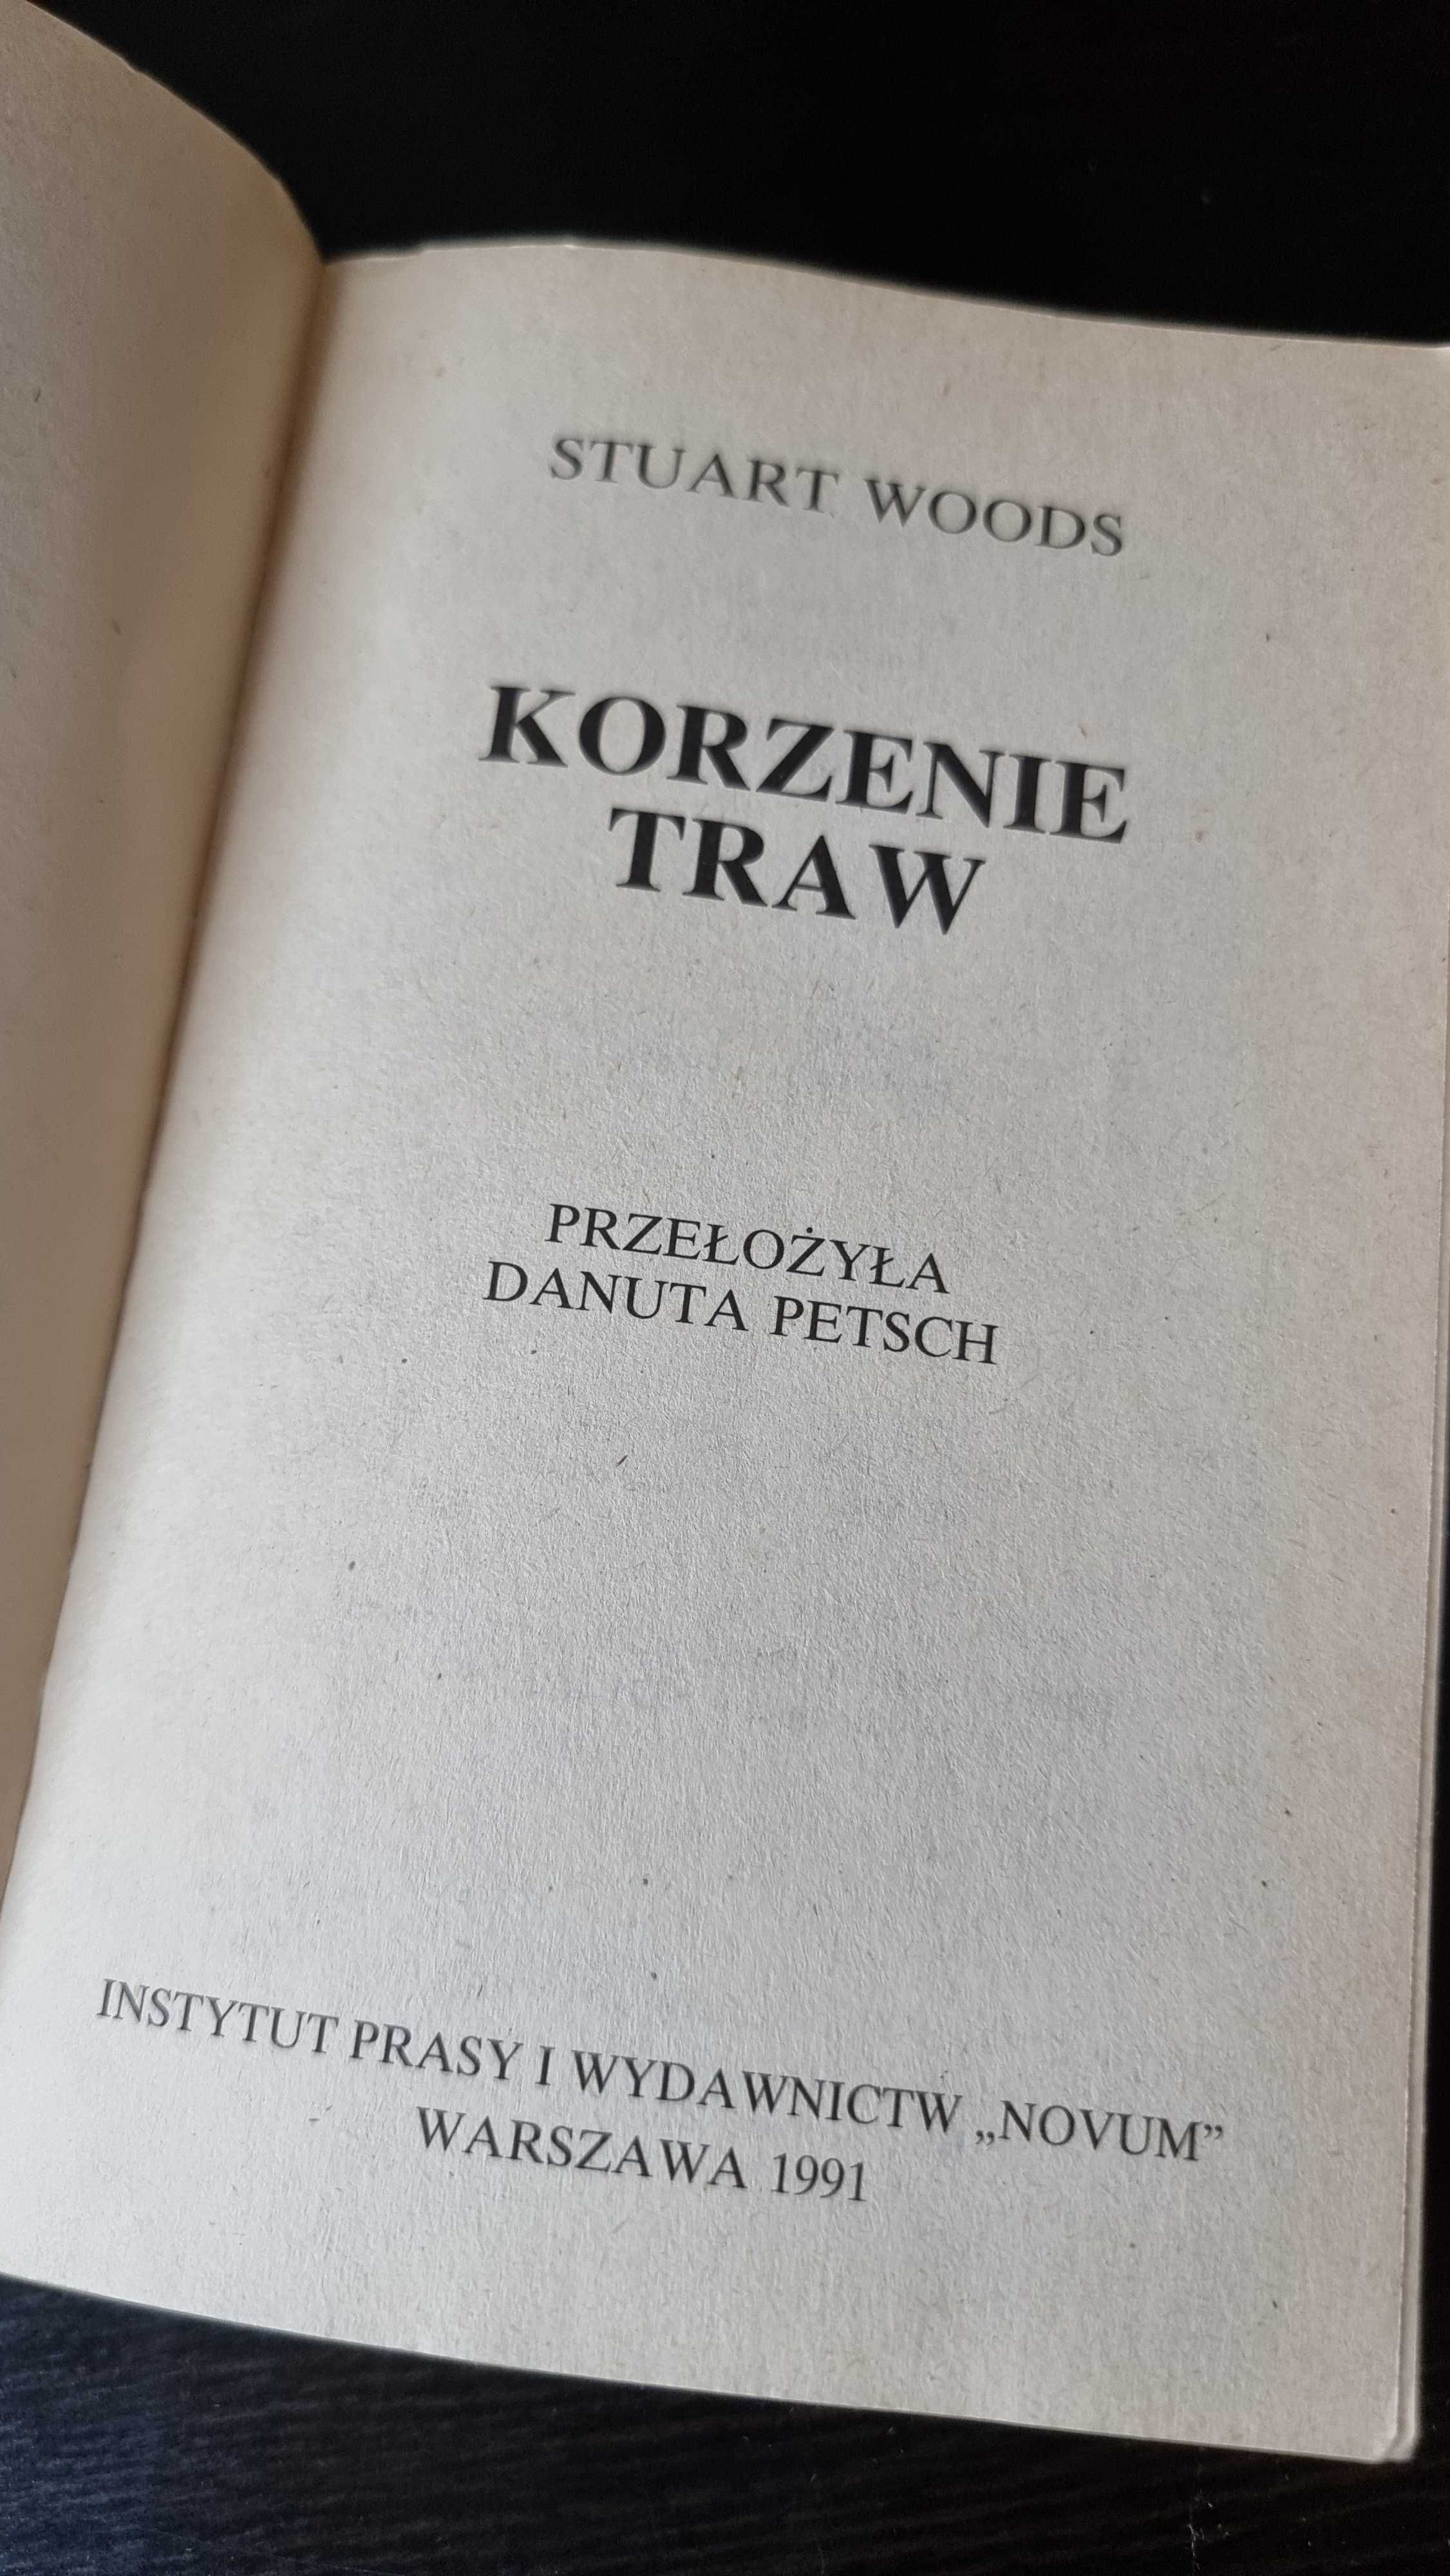 STUART WOODS
KORZENIE
TRAW
PRZEŁOŻYŁA
DANUTA PETSCH
INSTYTUT PRASY I WYDAWNICTW „NOVUM”
WARSZAWA 1991